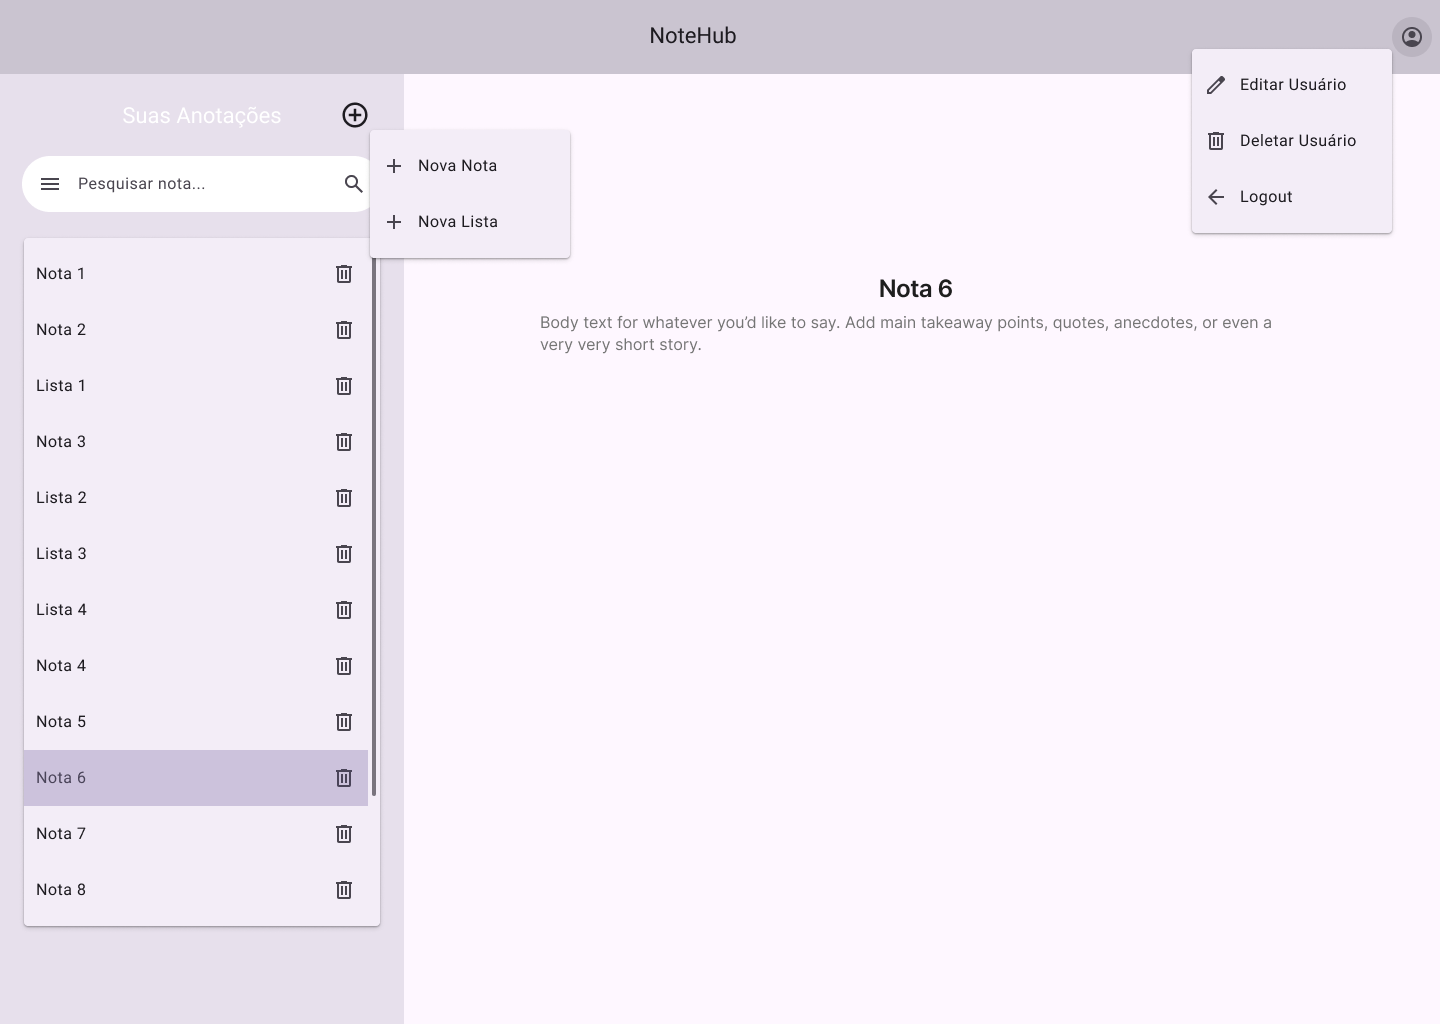 NoteHub
Editar Usuário
Deletar Usuário
Logout
Suas Anotações
Nova Nota
Nova Lista
Pesquisar nota...
Nota 1
Nota 2
Lista 1
Nota 3
Lista 2
Lista 3
Lista 4
Nota 4
Nota 5
Nota 6
Nota 7
Nota 8
Nota 6
Body text for whatever you’d like to say. Add main takeaway points, quotes, anecdotes, or even a
very very short story.